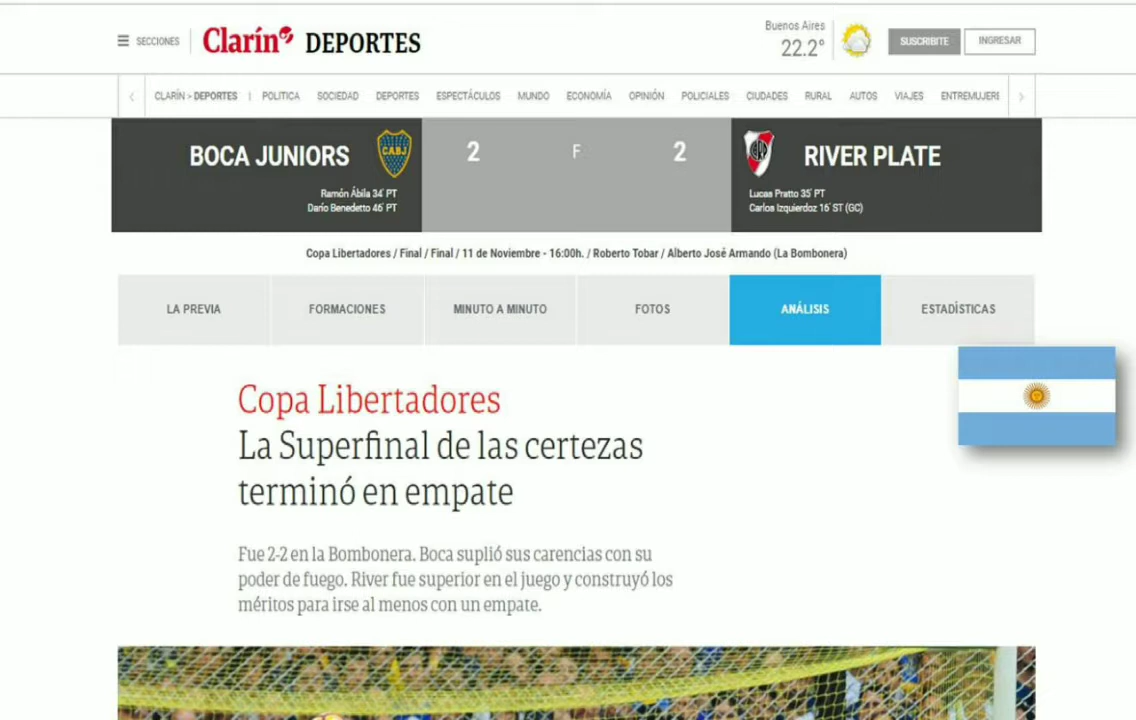 SECCIONES
Clarín DEPORTES
Buenos Aires
22.2°
SUSCRIBITE
INGRESAR
CLARÍN > DEPORTES | POLITICA SOCIEDAD DEPORTES ESPECTÁCULOS MUNDO ECONOMÍA OPINIÓN POLICIALES CIUDADES RURAL AUTOS VIAJES ENTREMUJERE
BOCA JUNIORS CABJ 2 F 2 RIVER PLATE
Ramón Ábila 34' PT
Darío Benedetto 46' PT
Lucas Pratto 35' PT
Carlos Izquierdoz 16' ST (GC)
Copa Libertadores / Final / Final / 11 de Noviembre - 16:00h. / Roberto Tobar / Alberto José Armando (La Bombonera)
LA PREVIA FORMACIONES MINUTO A MINUTO FOTOS ANÁLISIS ESTADÍSTICAS
Copa Libertadores
La Superfinal de las certezas
terminó en empate
Fue 2-2 en la Bombonera. Boca suplió sus carencias con su
poder de fuego. River fue superior en el juego y construyó los
méritos para irse al menos con un empate.